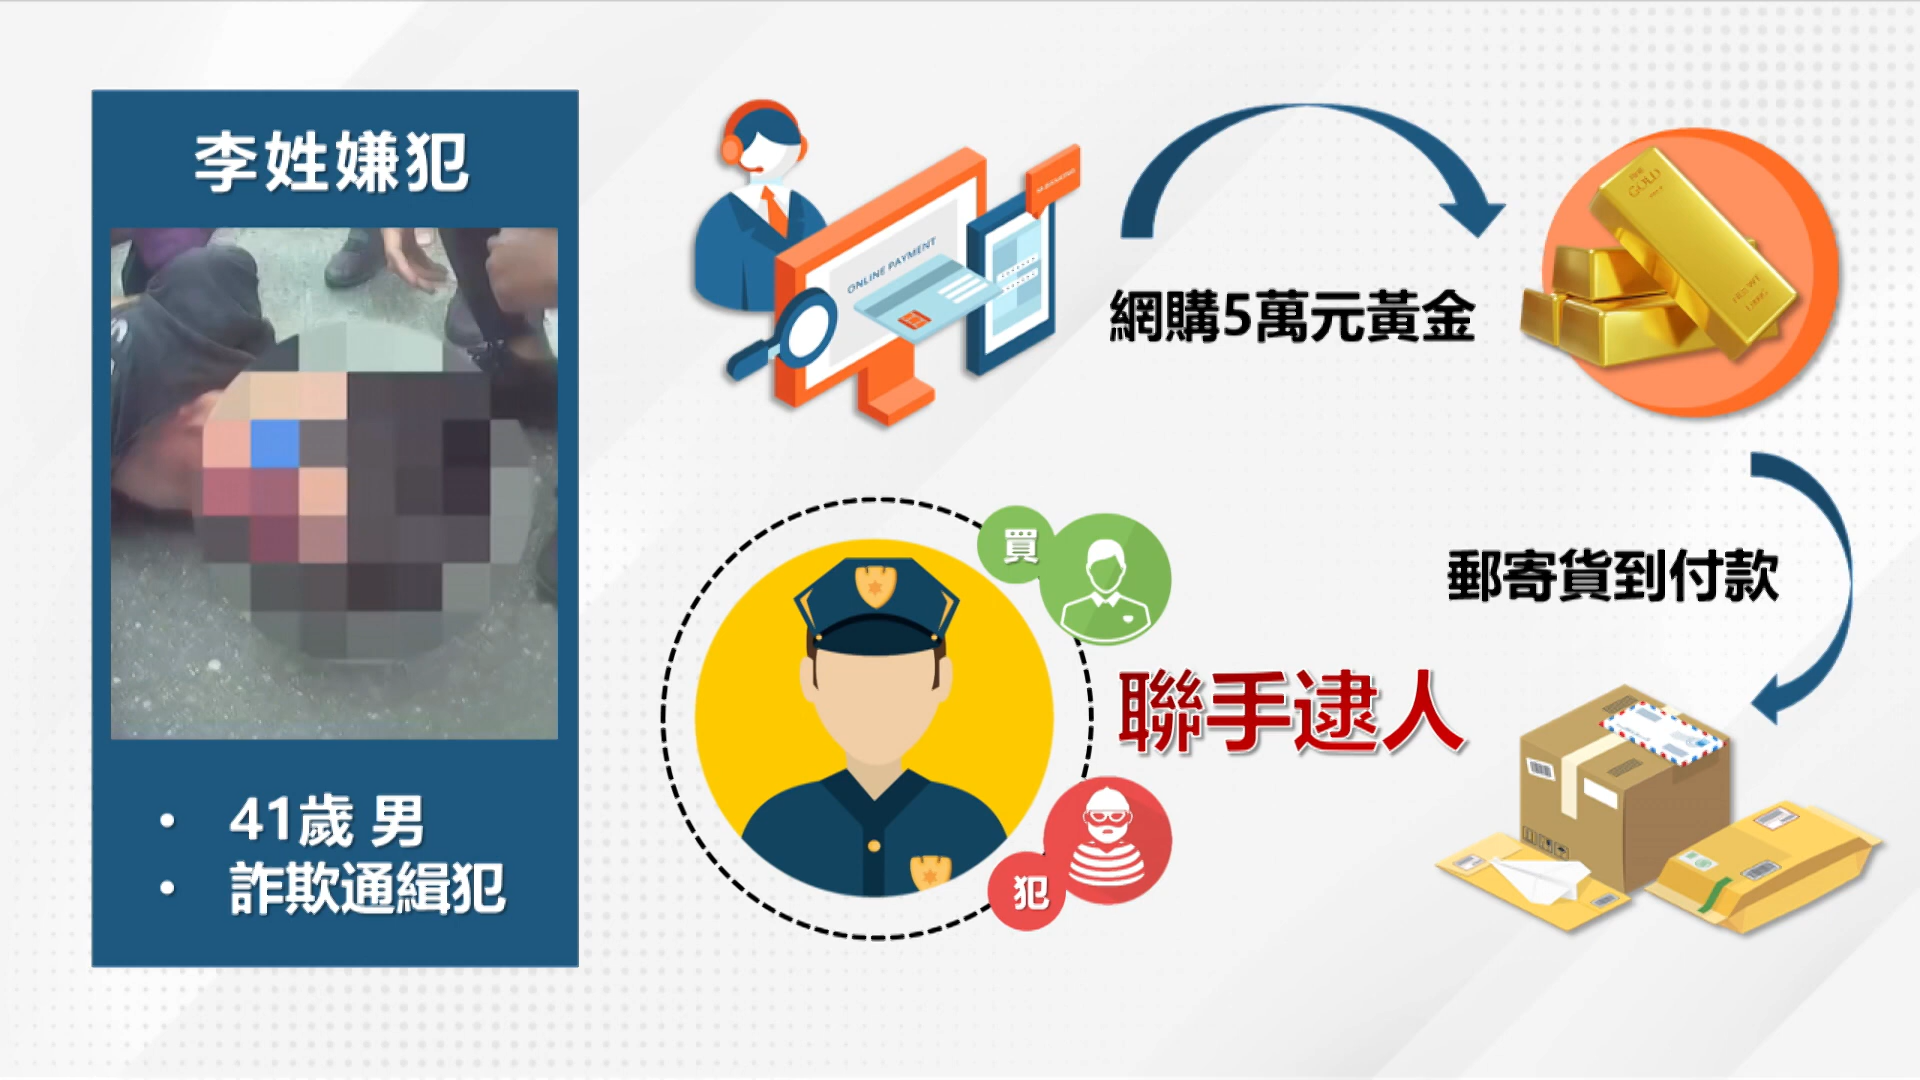 李姓嫌犯
41歲 男
詐欺通緝犯
ONLINE PAYMENT
網購5萬元黃金
GOLD
郵寄貨到付款
買
聯手逮人
犯